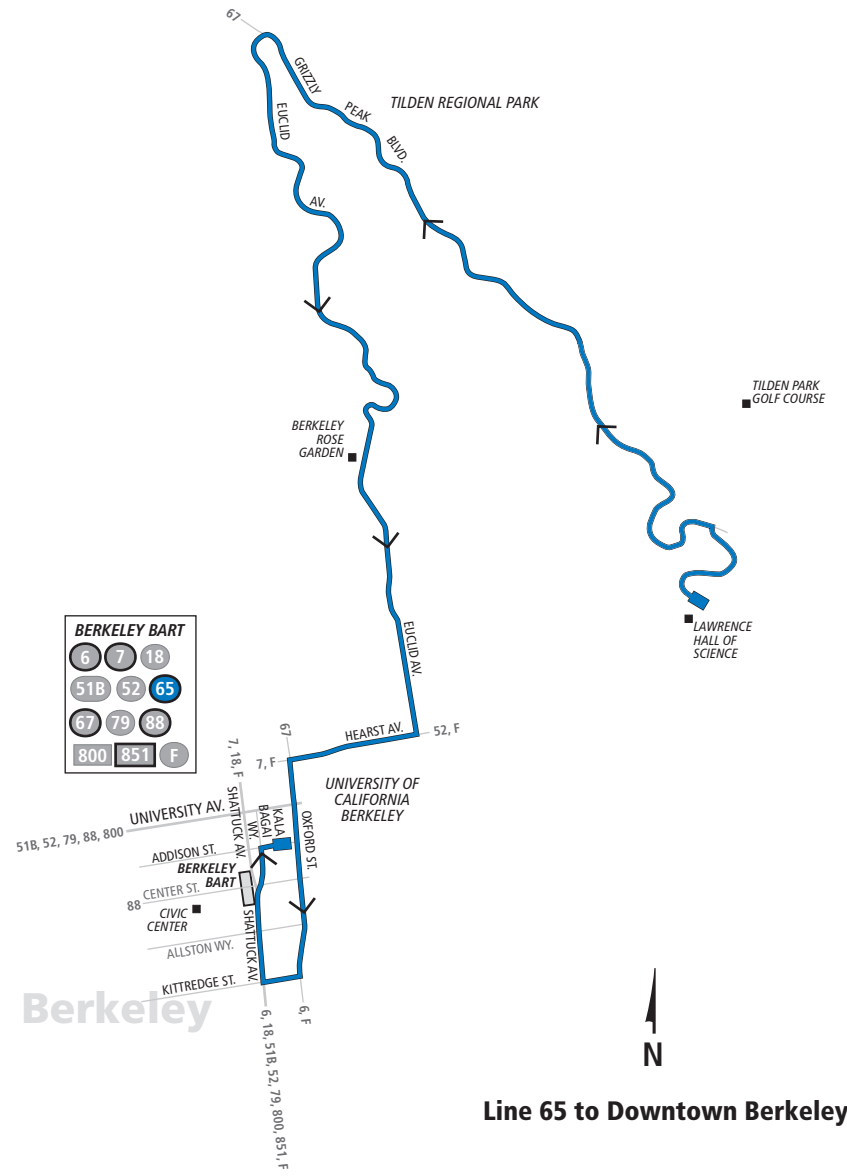 67
GRIZZLY
PEAK
BLVD.
TILDEN REGIONAL PARK
EUCLID
AV.
TILDEN PARK
GOLF COURSE
BERKELEY
ROSE
GARDEN
LAWRENCE
HALL OF
SCIENCE
EUCLID AV.
BERKELEY BART
6 7 18
51B 52 65
67 79 88
800 851 F
HEARST AV.
52, F
67
7, F
7, 18, F
UNIVERSITY OF
CALIFORNIA
BERKELEY
UNIVERSITY AV.
51B, 52, 79, 88, 800
SHATTUCK AV.
KALA
BAGAI
WY.
OXFORD ST.
ADDISON ST.
BERKELEY
BART
CENTER ST.
88
CIVIC
CENTER
SHATTUCK AV.
ALLSTON WY.
KITTREDGE ST.
Berkeley
6, F
6, 18, 51B, 52, 79, 800, 851, F
N
Line 65 to Downtown Berkeley